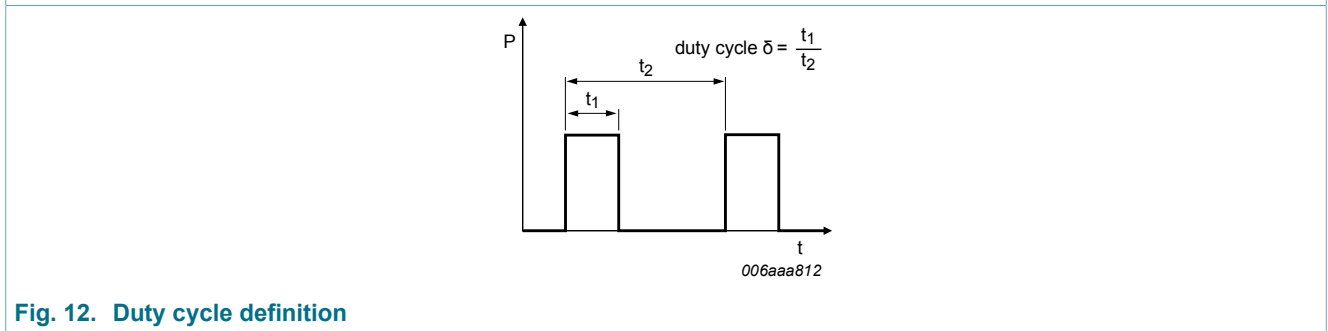 P
duty cycle δ = t1
t2
t2
t1
t
006aaa812
Fig. 12. Duty cycle definition